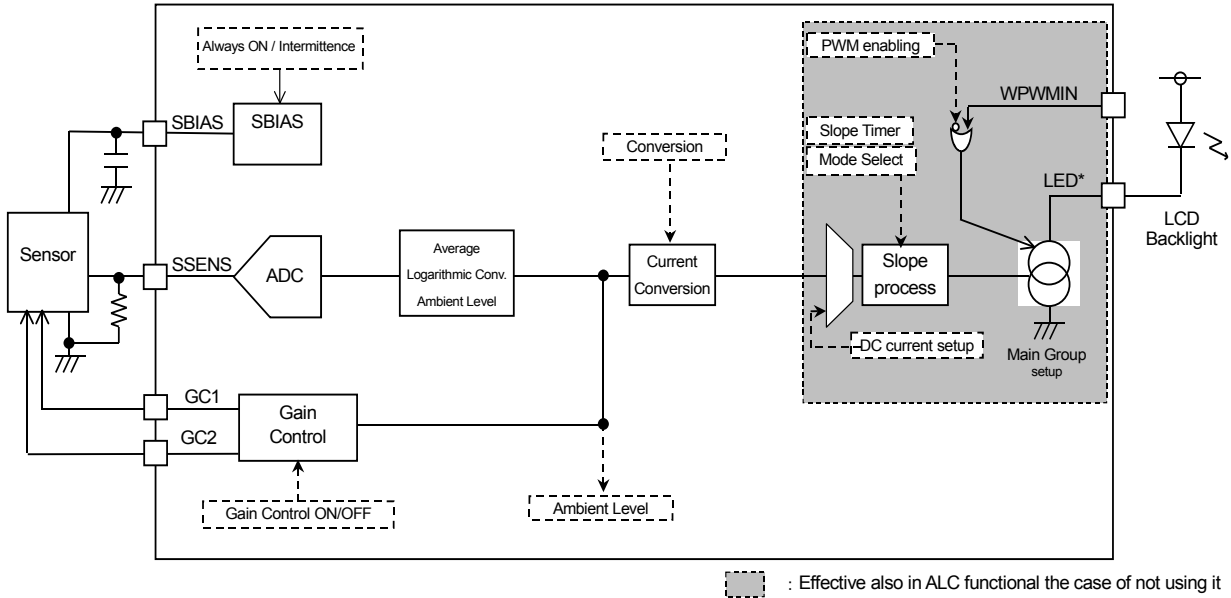 Always ON / Intermittence
PWM enabling
SBIAS
SBIAS
WPWMIN
Slope Timer
Mode Select
Conversion
LED*
LCD
Backlight
Sensor
SSENS
ADC
Average
Logarithmic Conv.
Ambient Level
Current
Conversion
Slope
process
DC current setup
Main Group
setup
GC1
GC2
Gain
Control
Gain Control ON/OFF
Ambient Level
: Effective also in ALC functional the case of not using it